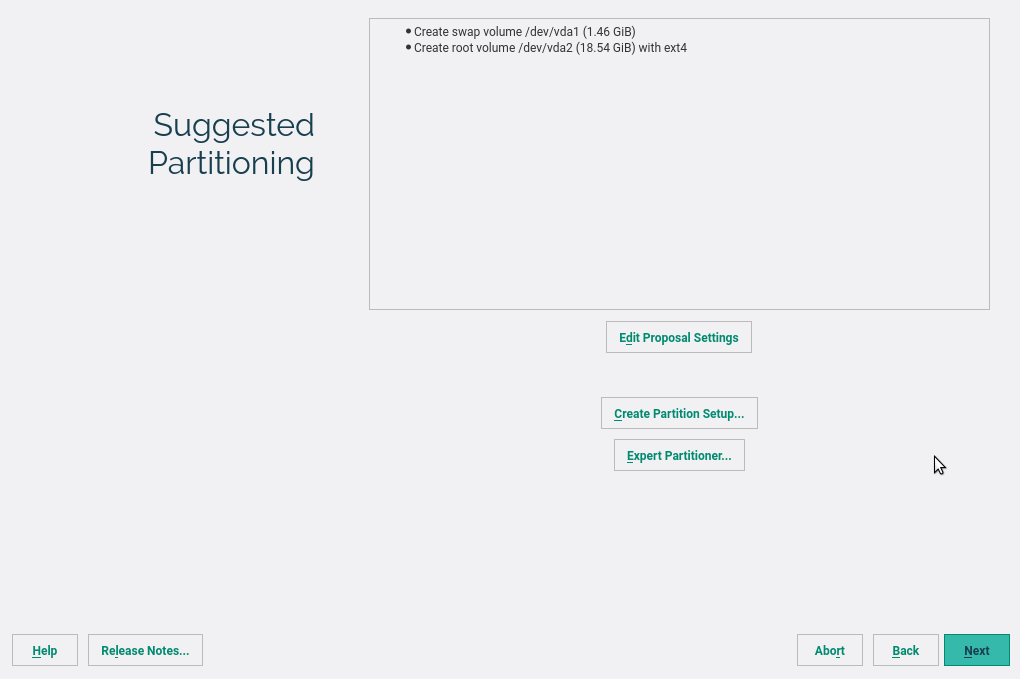 Suggested
Partitioning
• Create swap volume /dev/vda1 (1.46 GiB)
• Create root volume /dev/vda2 (18.54 GiB) with ext4
Edit Proposal Settings
Create Partition Setup...
Expert Partitioner...
Help
Release Notes...
Abort
Back
Next